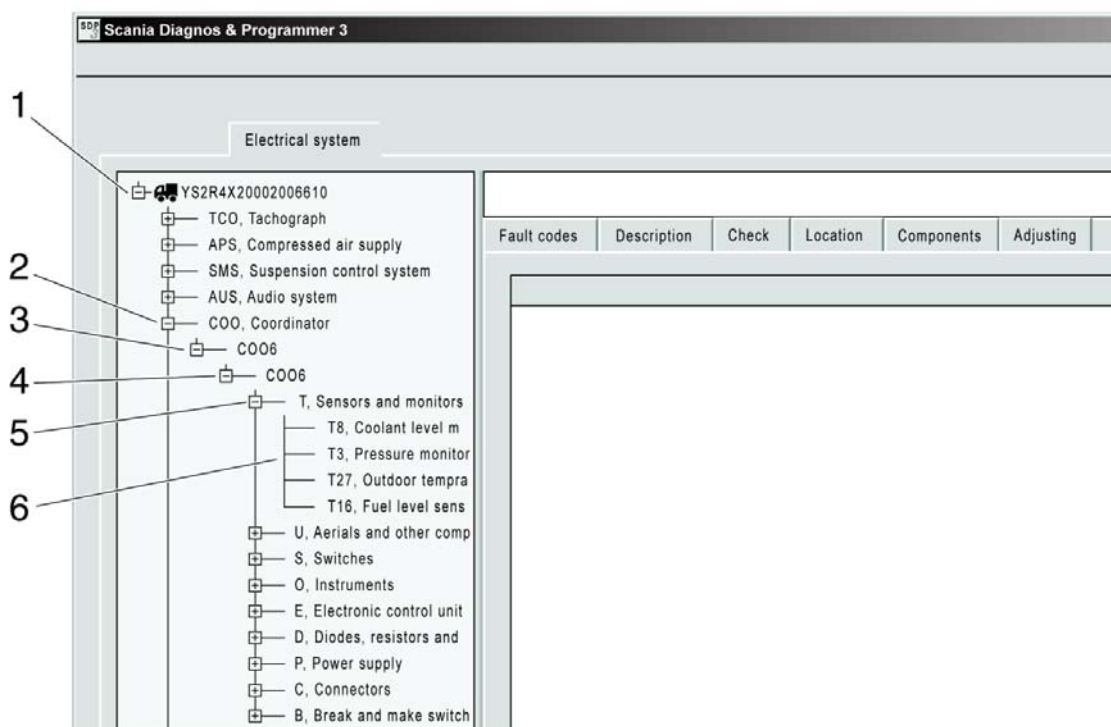 SDP 3 Scania Diagnos & Programmer 3
Electrical system
1
YS2R4X20002006610
TCO, Tachograph
APS, Compressed air supply
SMS, Suspension control system
AUS, Audio system
2
COO, Coordinator
3
COO6
4
COO6
5
T, Sensors and monitors
T8, Coolant level m
T3, Pressure monitor
6
T27, Outdoor tempra
T16, Fuel level sens
U, Aerials and other comp
S, Switches
O, Instruments
E, Electronic control unit
D, Diodes, resistors and
P, Power supply
C, Connectors
B, Break and make switch
Fault codes Description Check Location Components Adjusting